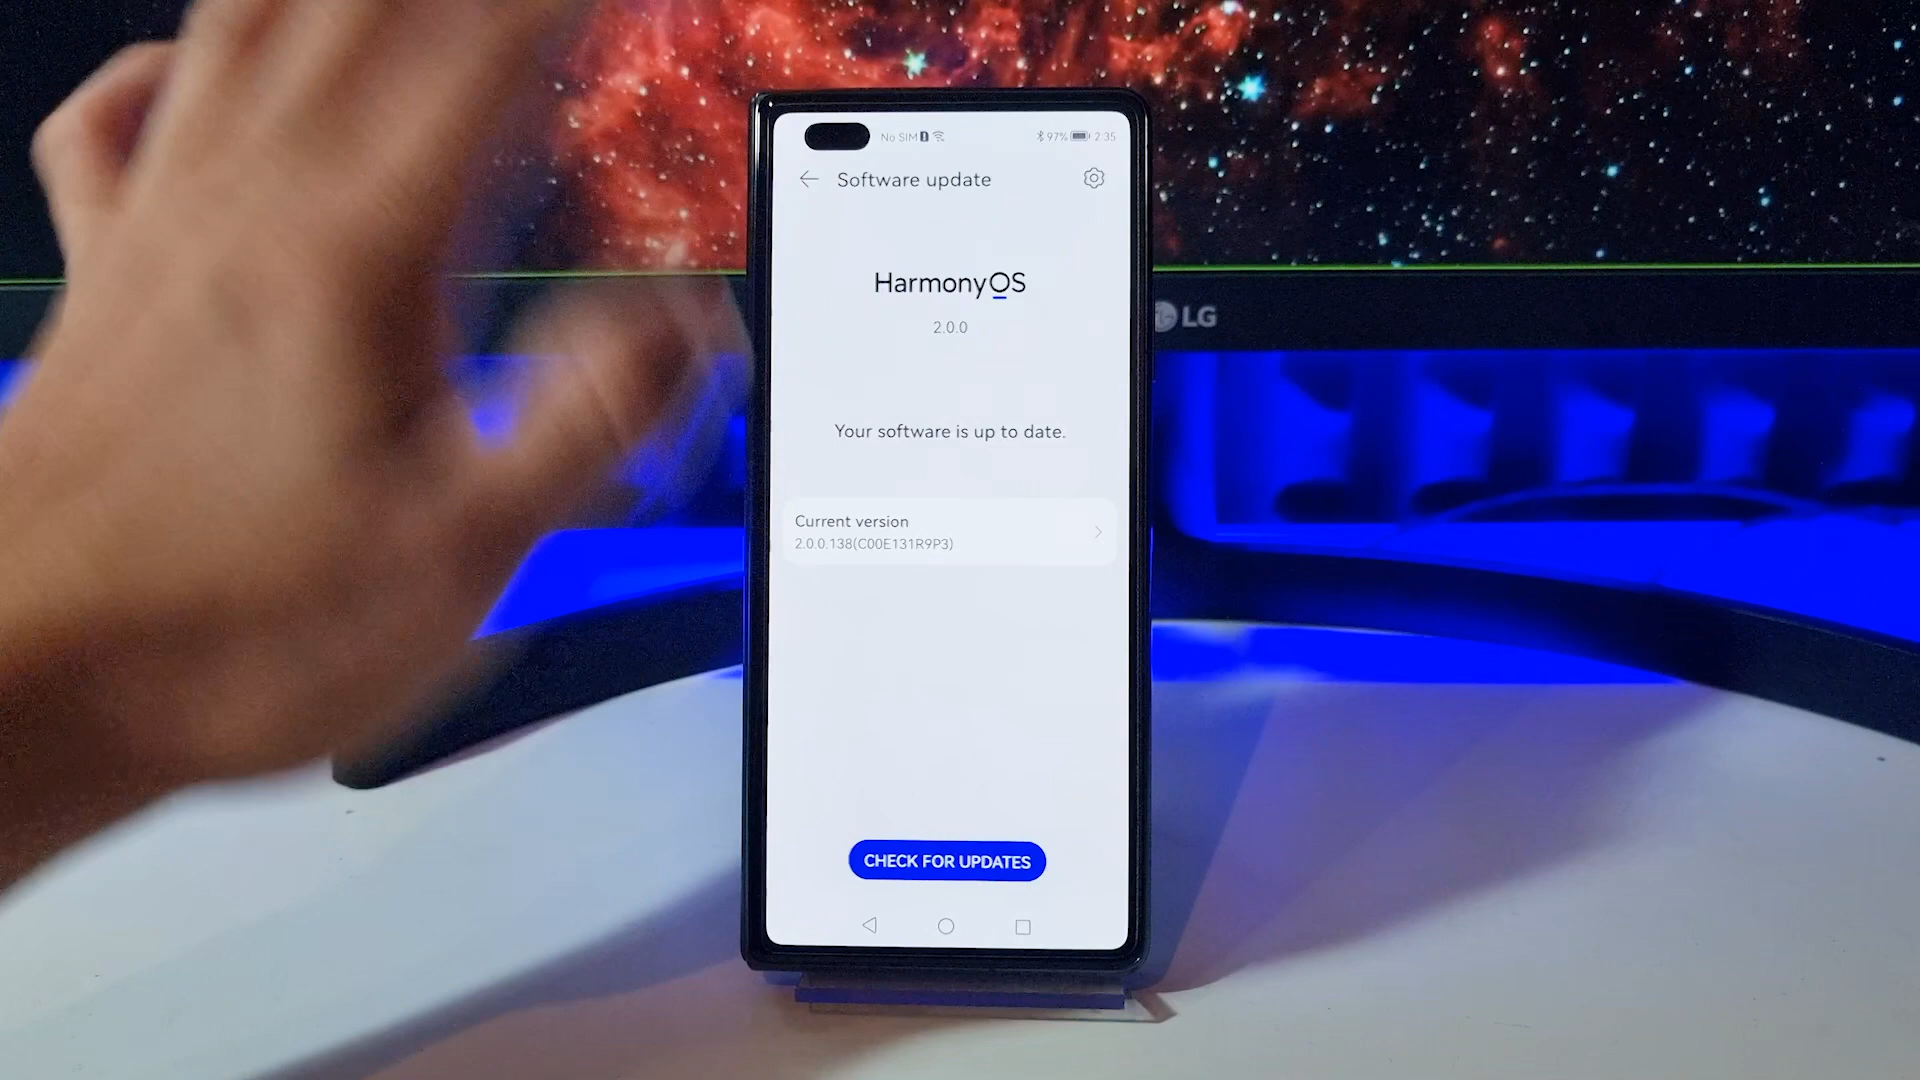 No SIM
97% 2:35
Software update
HarmonyOS
2.0.0
Your software is up to date.
Current version
2.0.0.138(C00E131R9P3)
CHECK FOR UPDATES
LG